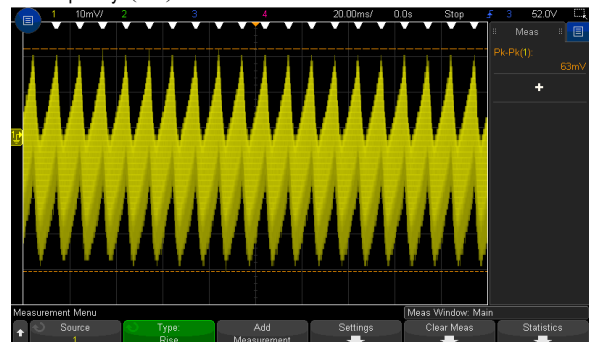 1 10mV/ 2 3 4 20.00ms/ 0.0s Stop 3 52.0V
Meas
Pk-Pk(1):
63mV
+
1
Measurement Menu
Meas Window: Main
Source
1
Type:
Rise
Add
Measurement
Settings
Clear Meas
Statistics